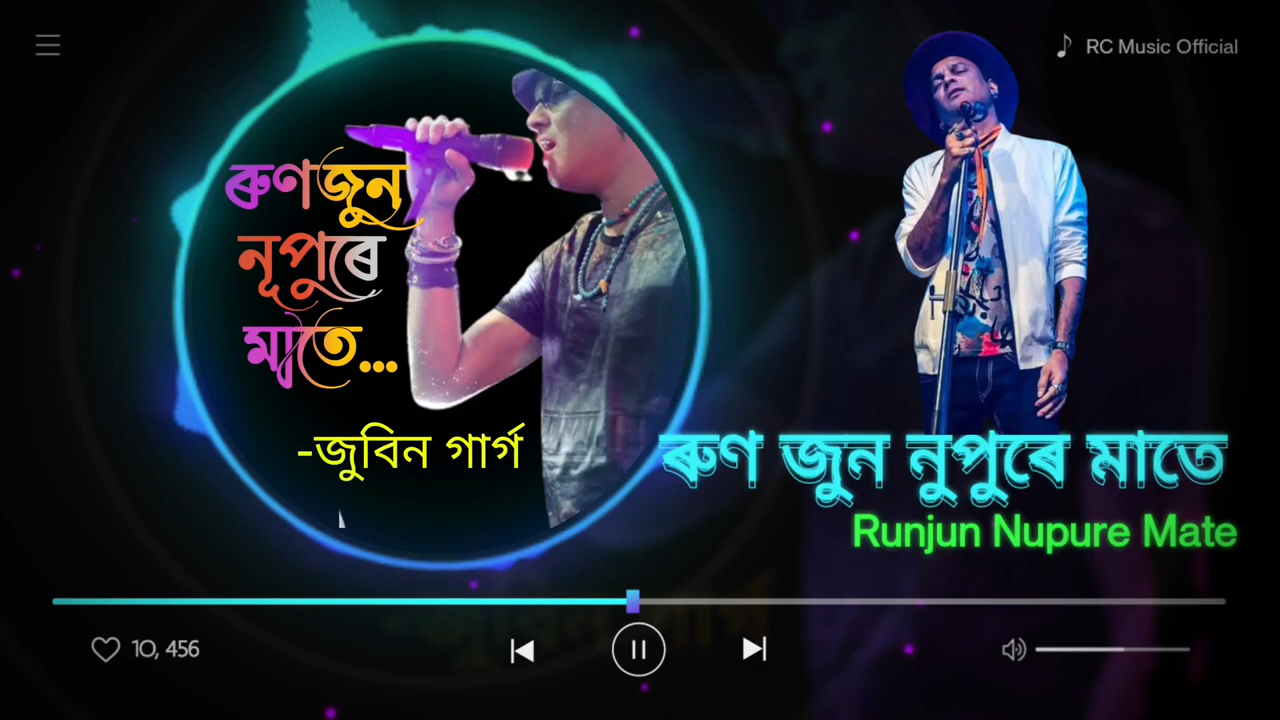 RC Music Official
ৰুণজুন
নূপুৰে
মাতে...
-জুবিন গাৰ্গ
ৰুণ জুন নুপুৰে মাতে
Runjun Nupure Mate
10, 456